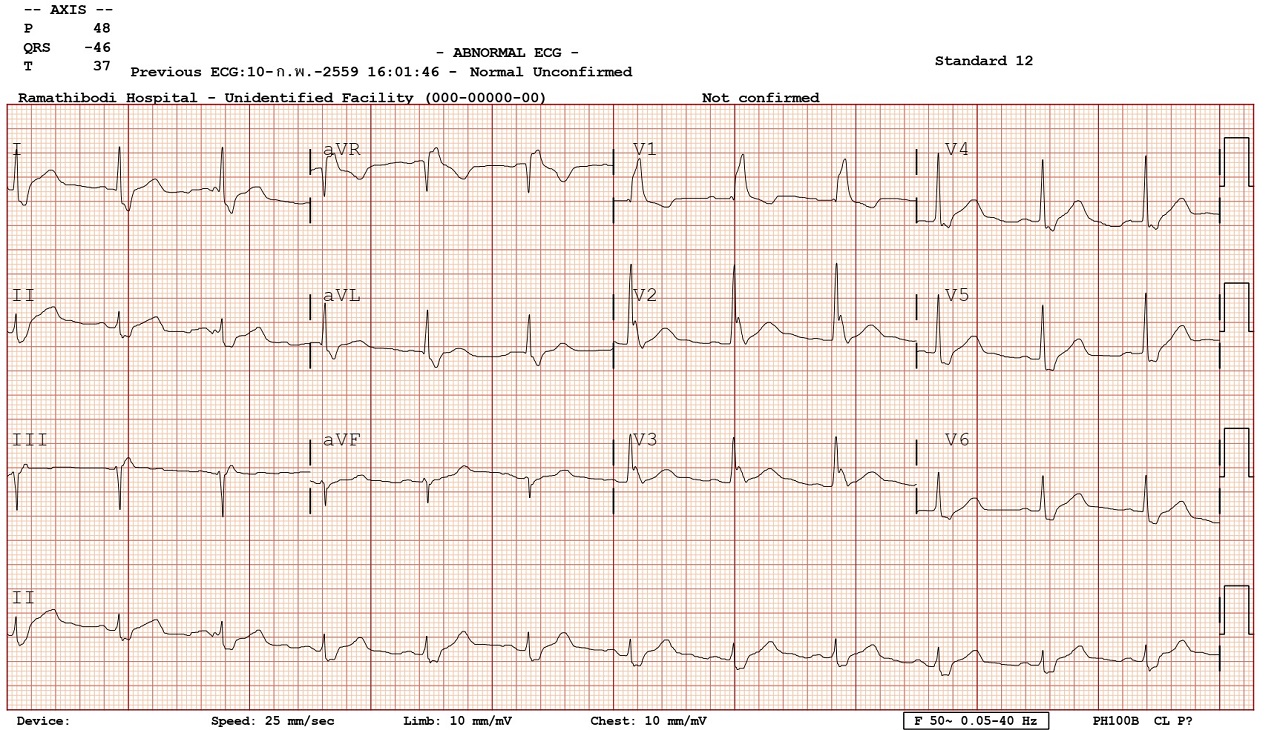 -- AXIS --
P 48
QRS -46
T 37
- ABNORMAL ECG -
Previous ECG:10-ก.พ.-2559 16:01:46 - Normal Unconfirmed
Standard 12
Ramathibodi Hospital - Unidentified Facility (000-00000-00)
Not confirmed
I aVR V1 V4
II aVL V2 V5
III aVF V3 V6
II
Device: Speed: 25 mm/sec Limb: 10 mm/mV Chest: 10 mm/mV F 50~ 0.05-40 Hz PH100B CL P?